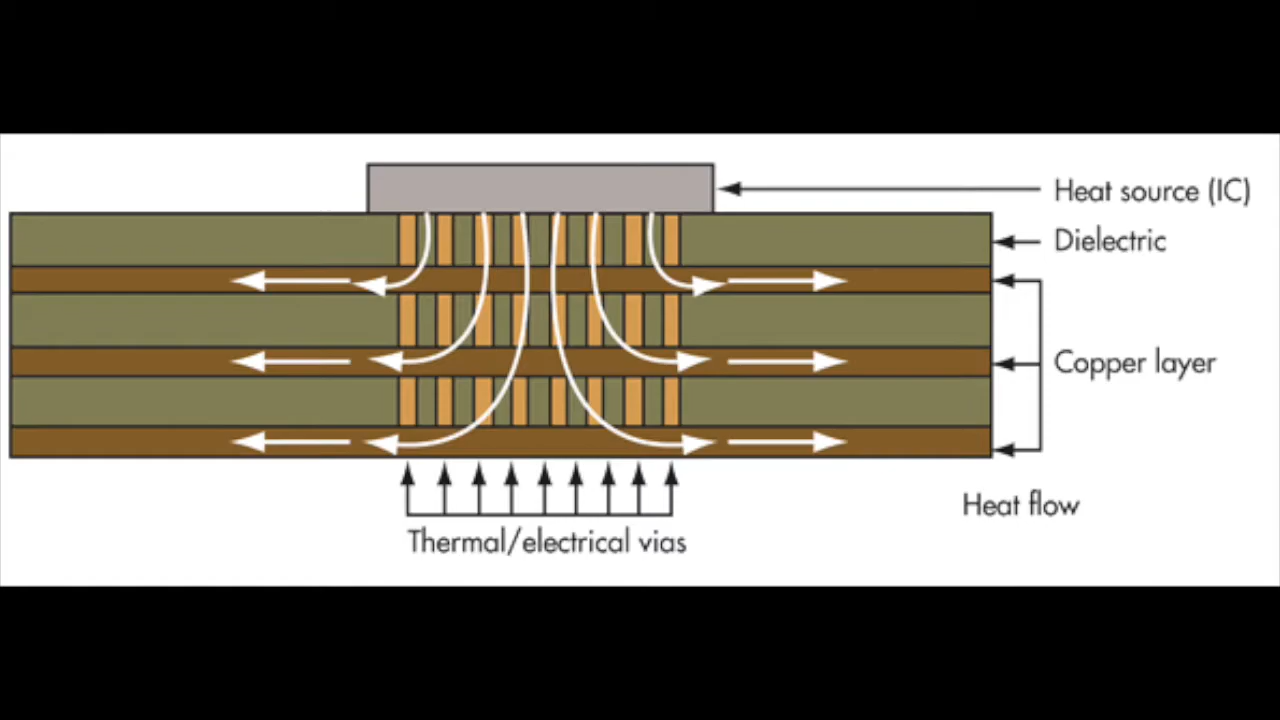 Heat source (IC)
Dielectric
Copper layer
Heat flow
Thermal/electrical vias